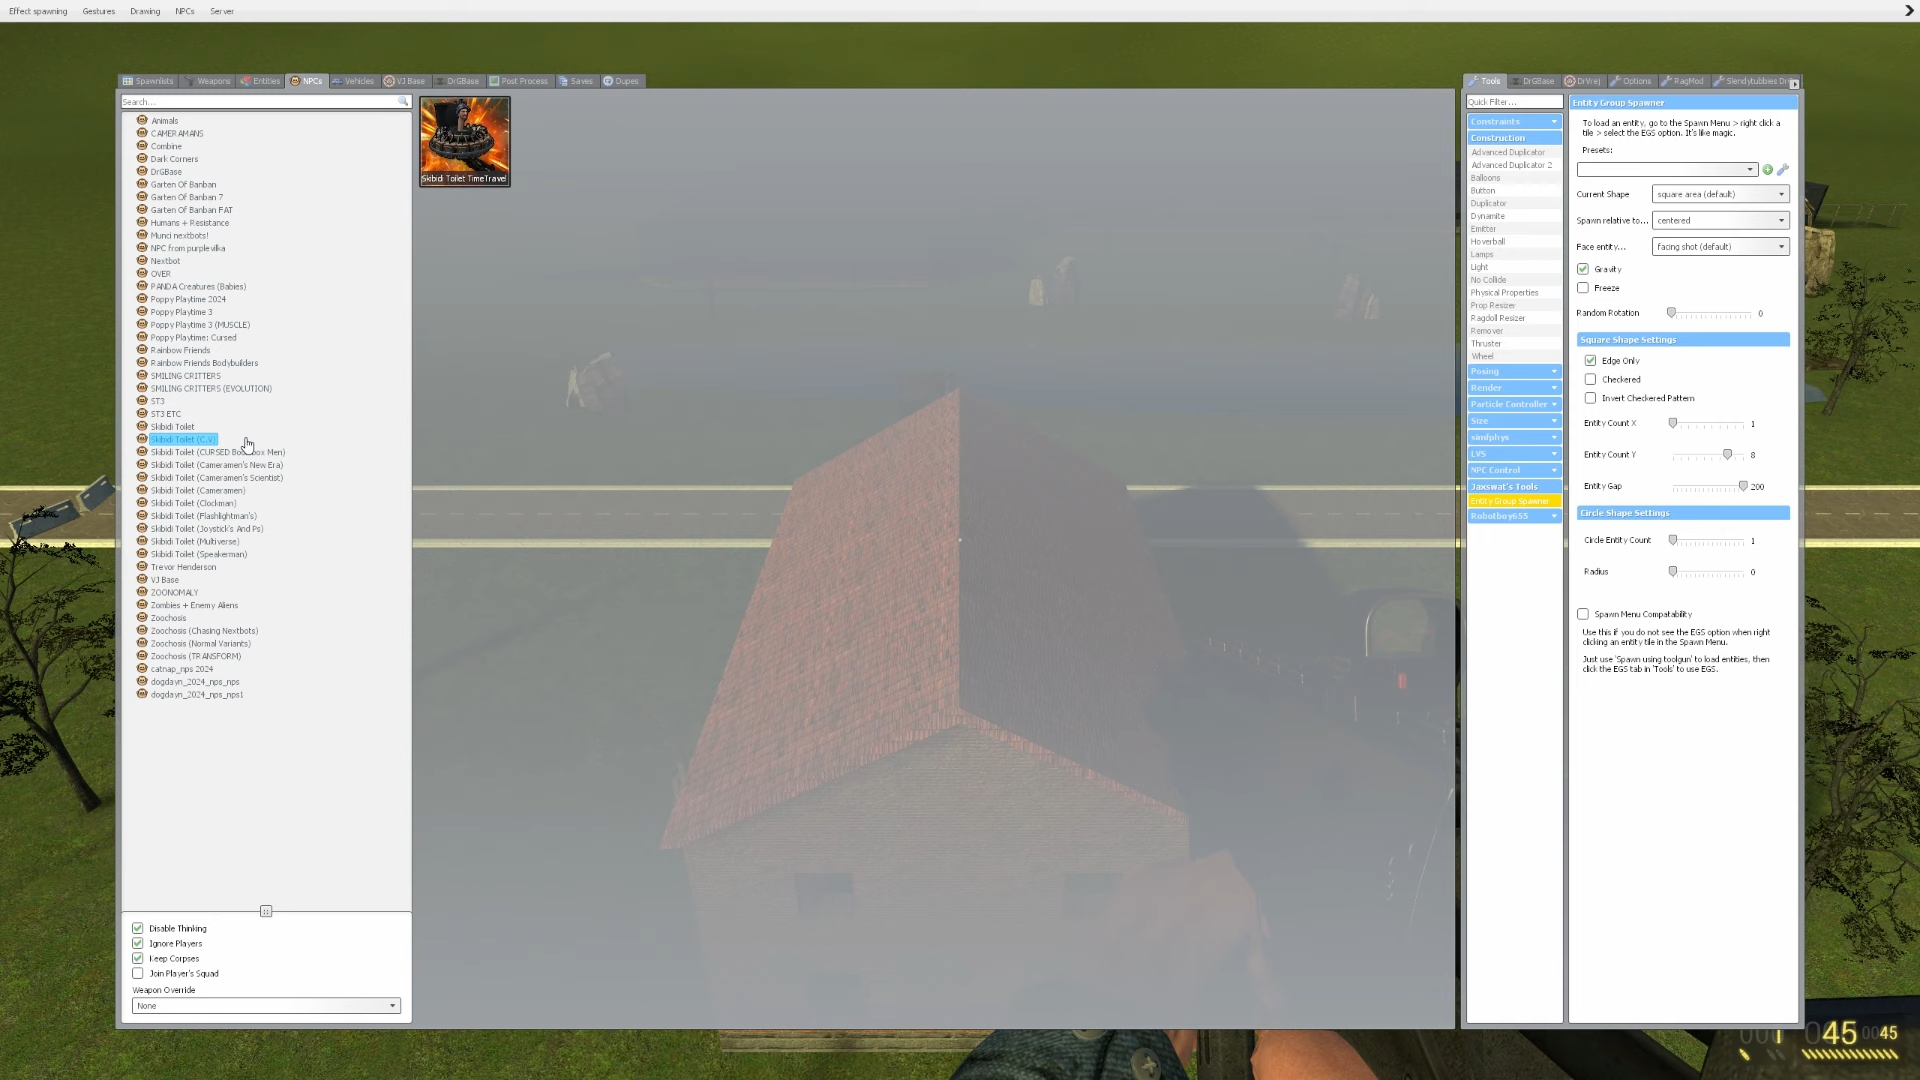 Effect spawning Gestures Drawing NPCs Server
Spawnlists Weapons Entities NPCs Vehicles VJ Base DrGBase Post Process Saves Dupes
Search...
Animals
CAMERAMANS
Combine
Dark Corners
DrGBase
Garten Of Banban
Garten Of Banban 7
Garten Of Banban FAT
Humans + Resistance
Munci nextbots!
NPC from purplevilka
Nextbot
OVER
PANDA Creatures (Babies)
Poppy Playtime 2024
Poppy Playtime 3
Poppy Playtime 3 (MUSCLE)
Poppy Playtime: Cursed
Rainbow Friends
Rainbow Friends Bodybuilders
SMILING CRITTERS
SMILING CRITTERS (EVOLUTION)
ST3
ST3 ETC
Skibidi Toilet
Skibidi Toilet (C.V)
Skibidi Toilet (CURSED Men)
Skibidi Toilet (Cameramen's New Era)
Skibidi Toilet (Cameramen's Scientist)
Skibidi Toilet (Cameramen)
Skibidi Toilet (Clockman)
Skibidi Toilet (Flashlightman's)
Skibidi Toilet (Joystick's And Ps)
Skibidi Toilet (Multiverse)
Skibidi Toilet (Speakerman)
Trevor Henderson
VJ Base
ZOONOMALY
Zombies + Enemy Aliens
Zoochosis
Zoochosis (Chasing Nextbots)
Zoochosis (Normal Variants)
Zoochosis (TRANSFORM)
catnap_nps 2024
dogdayn_2024_nps_nps
dogdayn_2024_nps_nps1
Disable Thinking
Ignore Players
Keep Corpses
Join Player's Squad
Weapon Override
None
Skibidi Toilet TimeTravel
Tools DrGBase DrVrej Options RagMod Slendytubbies
Quick Filter...
Constraints
Construction
Advanced Duplicator
Advanced Duplicator 2
Balloons
Button
Duplicator
Dynamite
Emitter
Hoverball
Lamps
Light
No Collide
Physical Properties
Prop Resizer
Ragdoll Resizer
Remover
Thruster
Wheel
Posing
Render
Particle Controller
Size
simfphys
LVS
NPC Control
Jaxswat's Tools
Entity Group Spawner
Robotboy655
Entity Group Spawner
To load an entity, go to the Spawn Menu > right click a
tile > select the EGS option. It's like magic.
Presets:
Current Shape square area (default)
Spawn relative to... centered
Face entity... facing shot (default)
Gravity
Freeze
Random Rotation 0
Square Shape Settings
Edge Only
Checkered
Invert Checkered Pattern
Entity Count X 1
Entity Count Y 8
Entity Gap 200
Circle Shape Settings
Circle Entity Count 1
Radius 0
Spawn Menu Compatability
Use this if you do not see the EGS option when right
clicking an entity tile in the Spawn Menu.
Just use 'Spawn using toolgun' to load entities, then
click the EGS tab in 'Tools' to use EGS.
001 045 0045